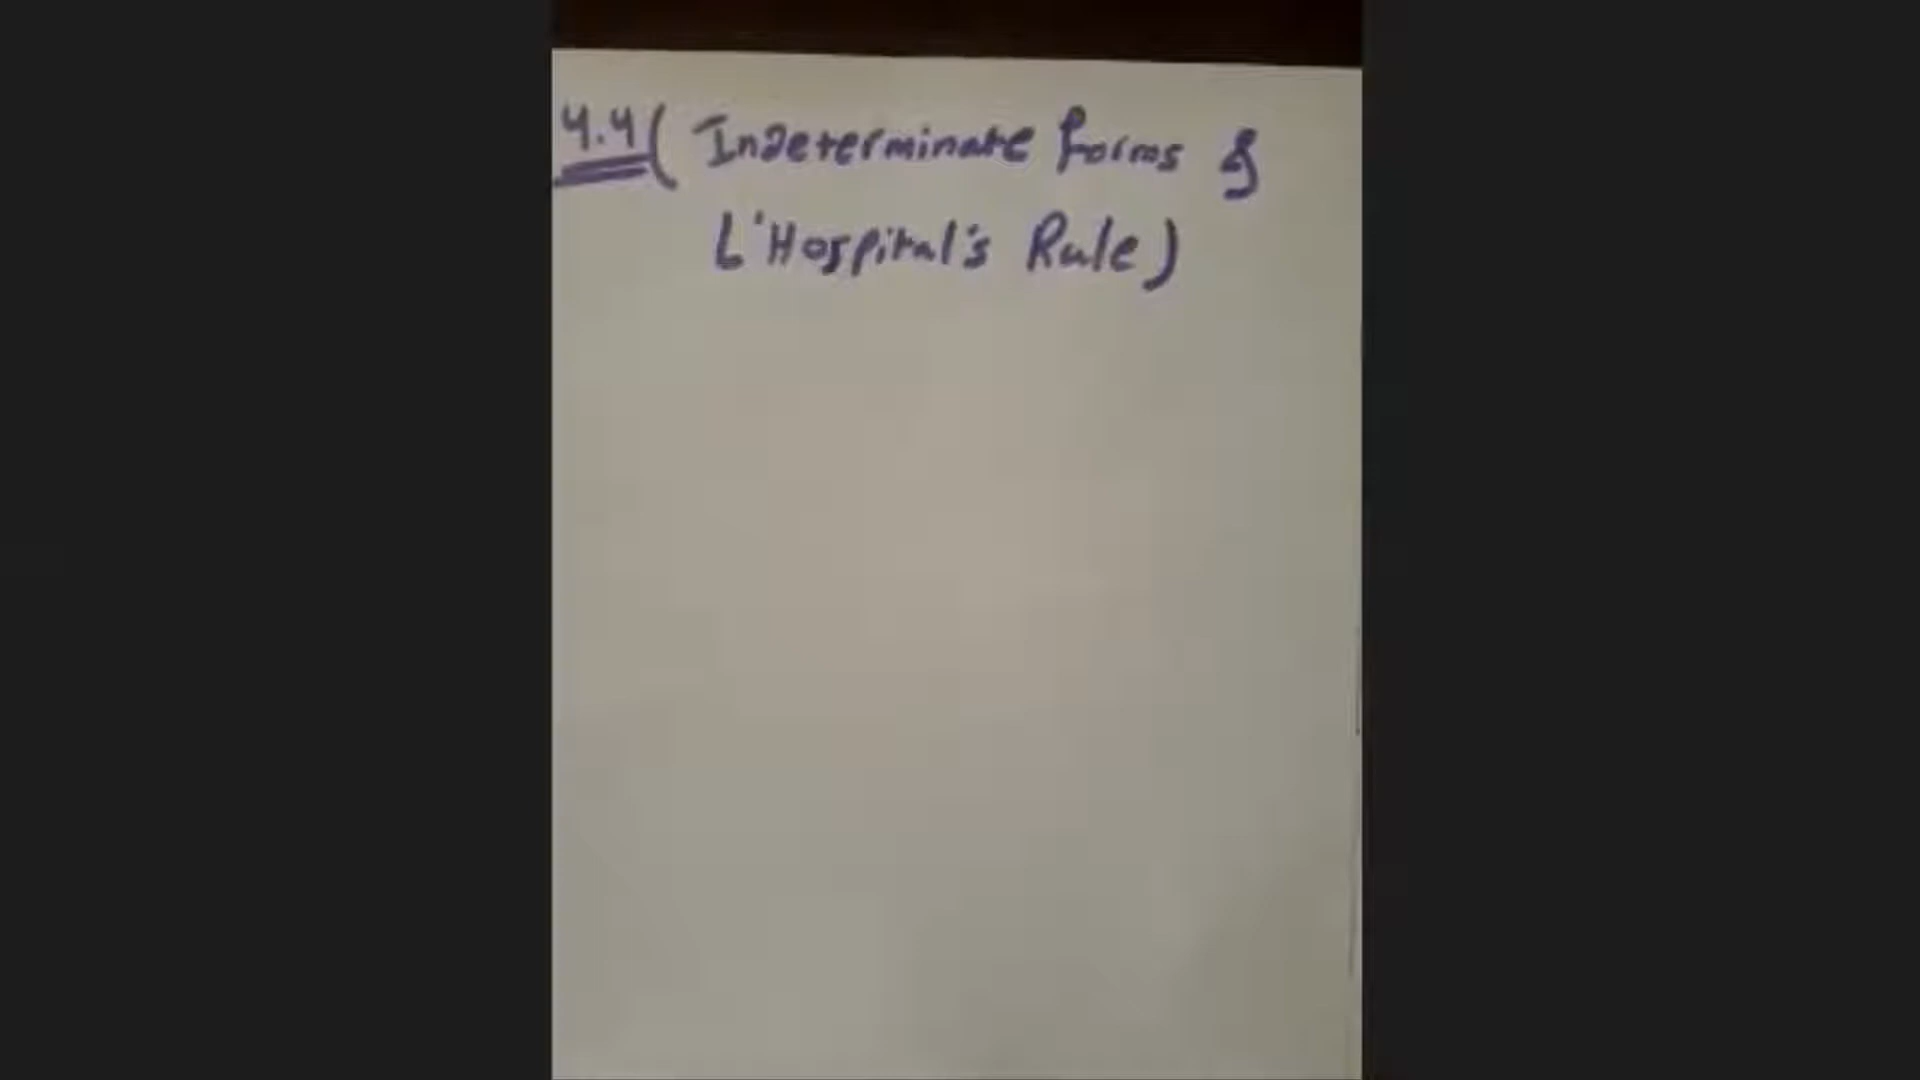 4.4 ( Indeterminate forms &
L'Hospital's Rule )